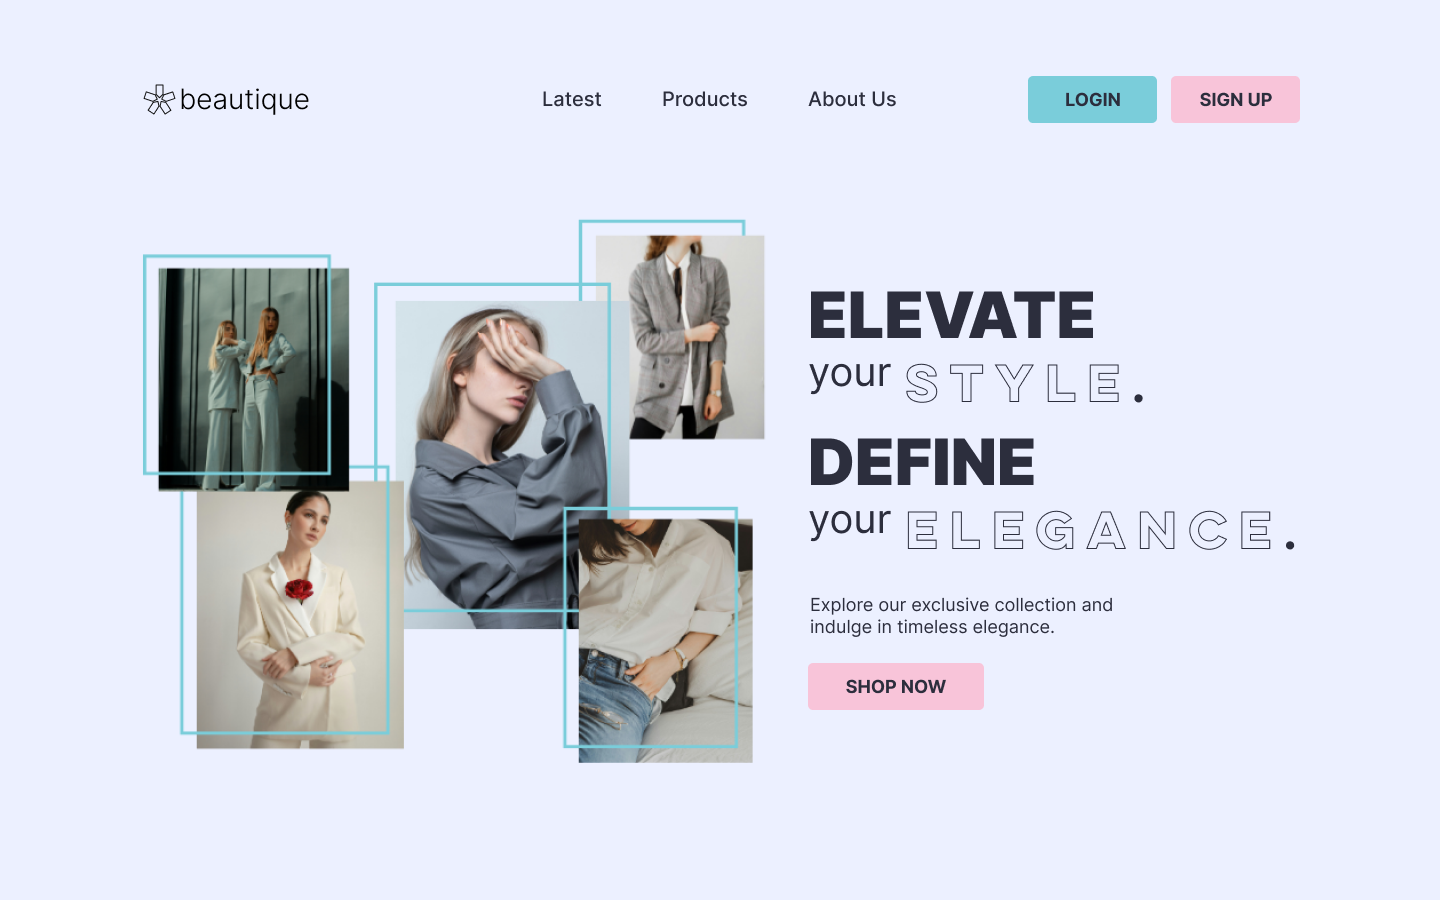 beautique
Latest Products About Us
LOGIN SIGN UP
ELEVATE
your STYLE.
DEFINE
your ELEGANCE.
Explore our exclusive collection and
indulge in timeless elegance.
SHOP NOW